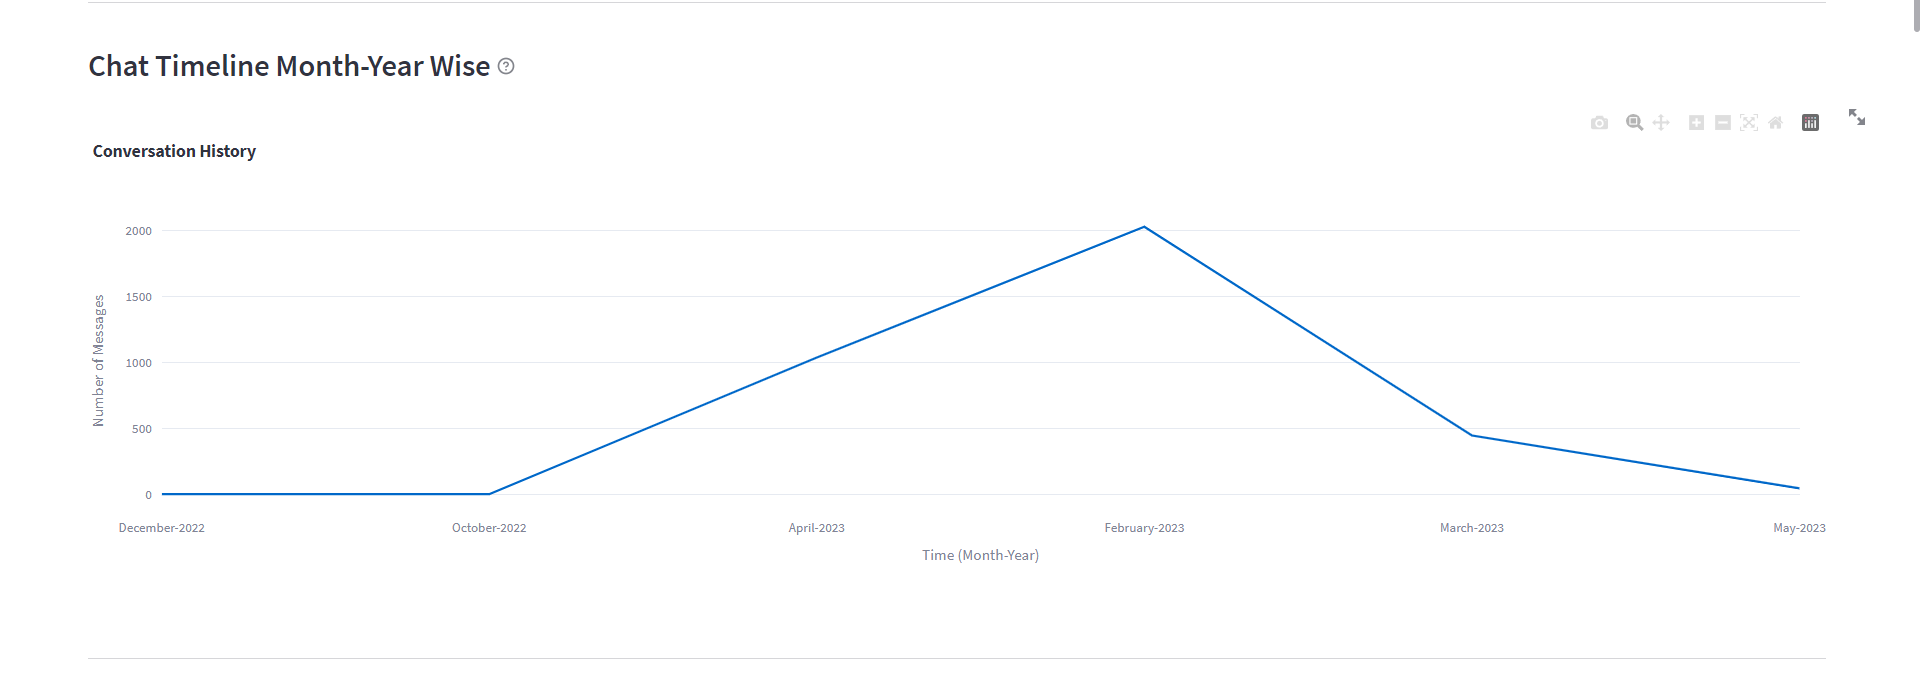 Chat Timeline Month-Year Wise
Conversation History
2000
1500
1000
500
0
Number of Messages
December-2022 October-2022 April-2023 February-2023 March-2023 May-2023
Time (Month-Year)